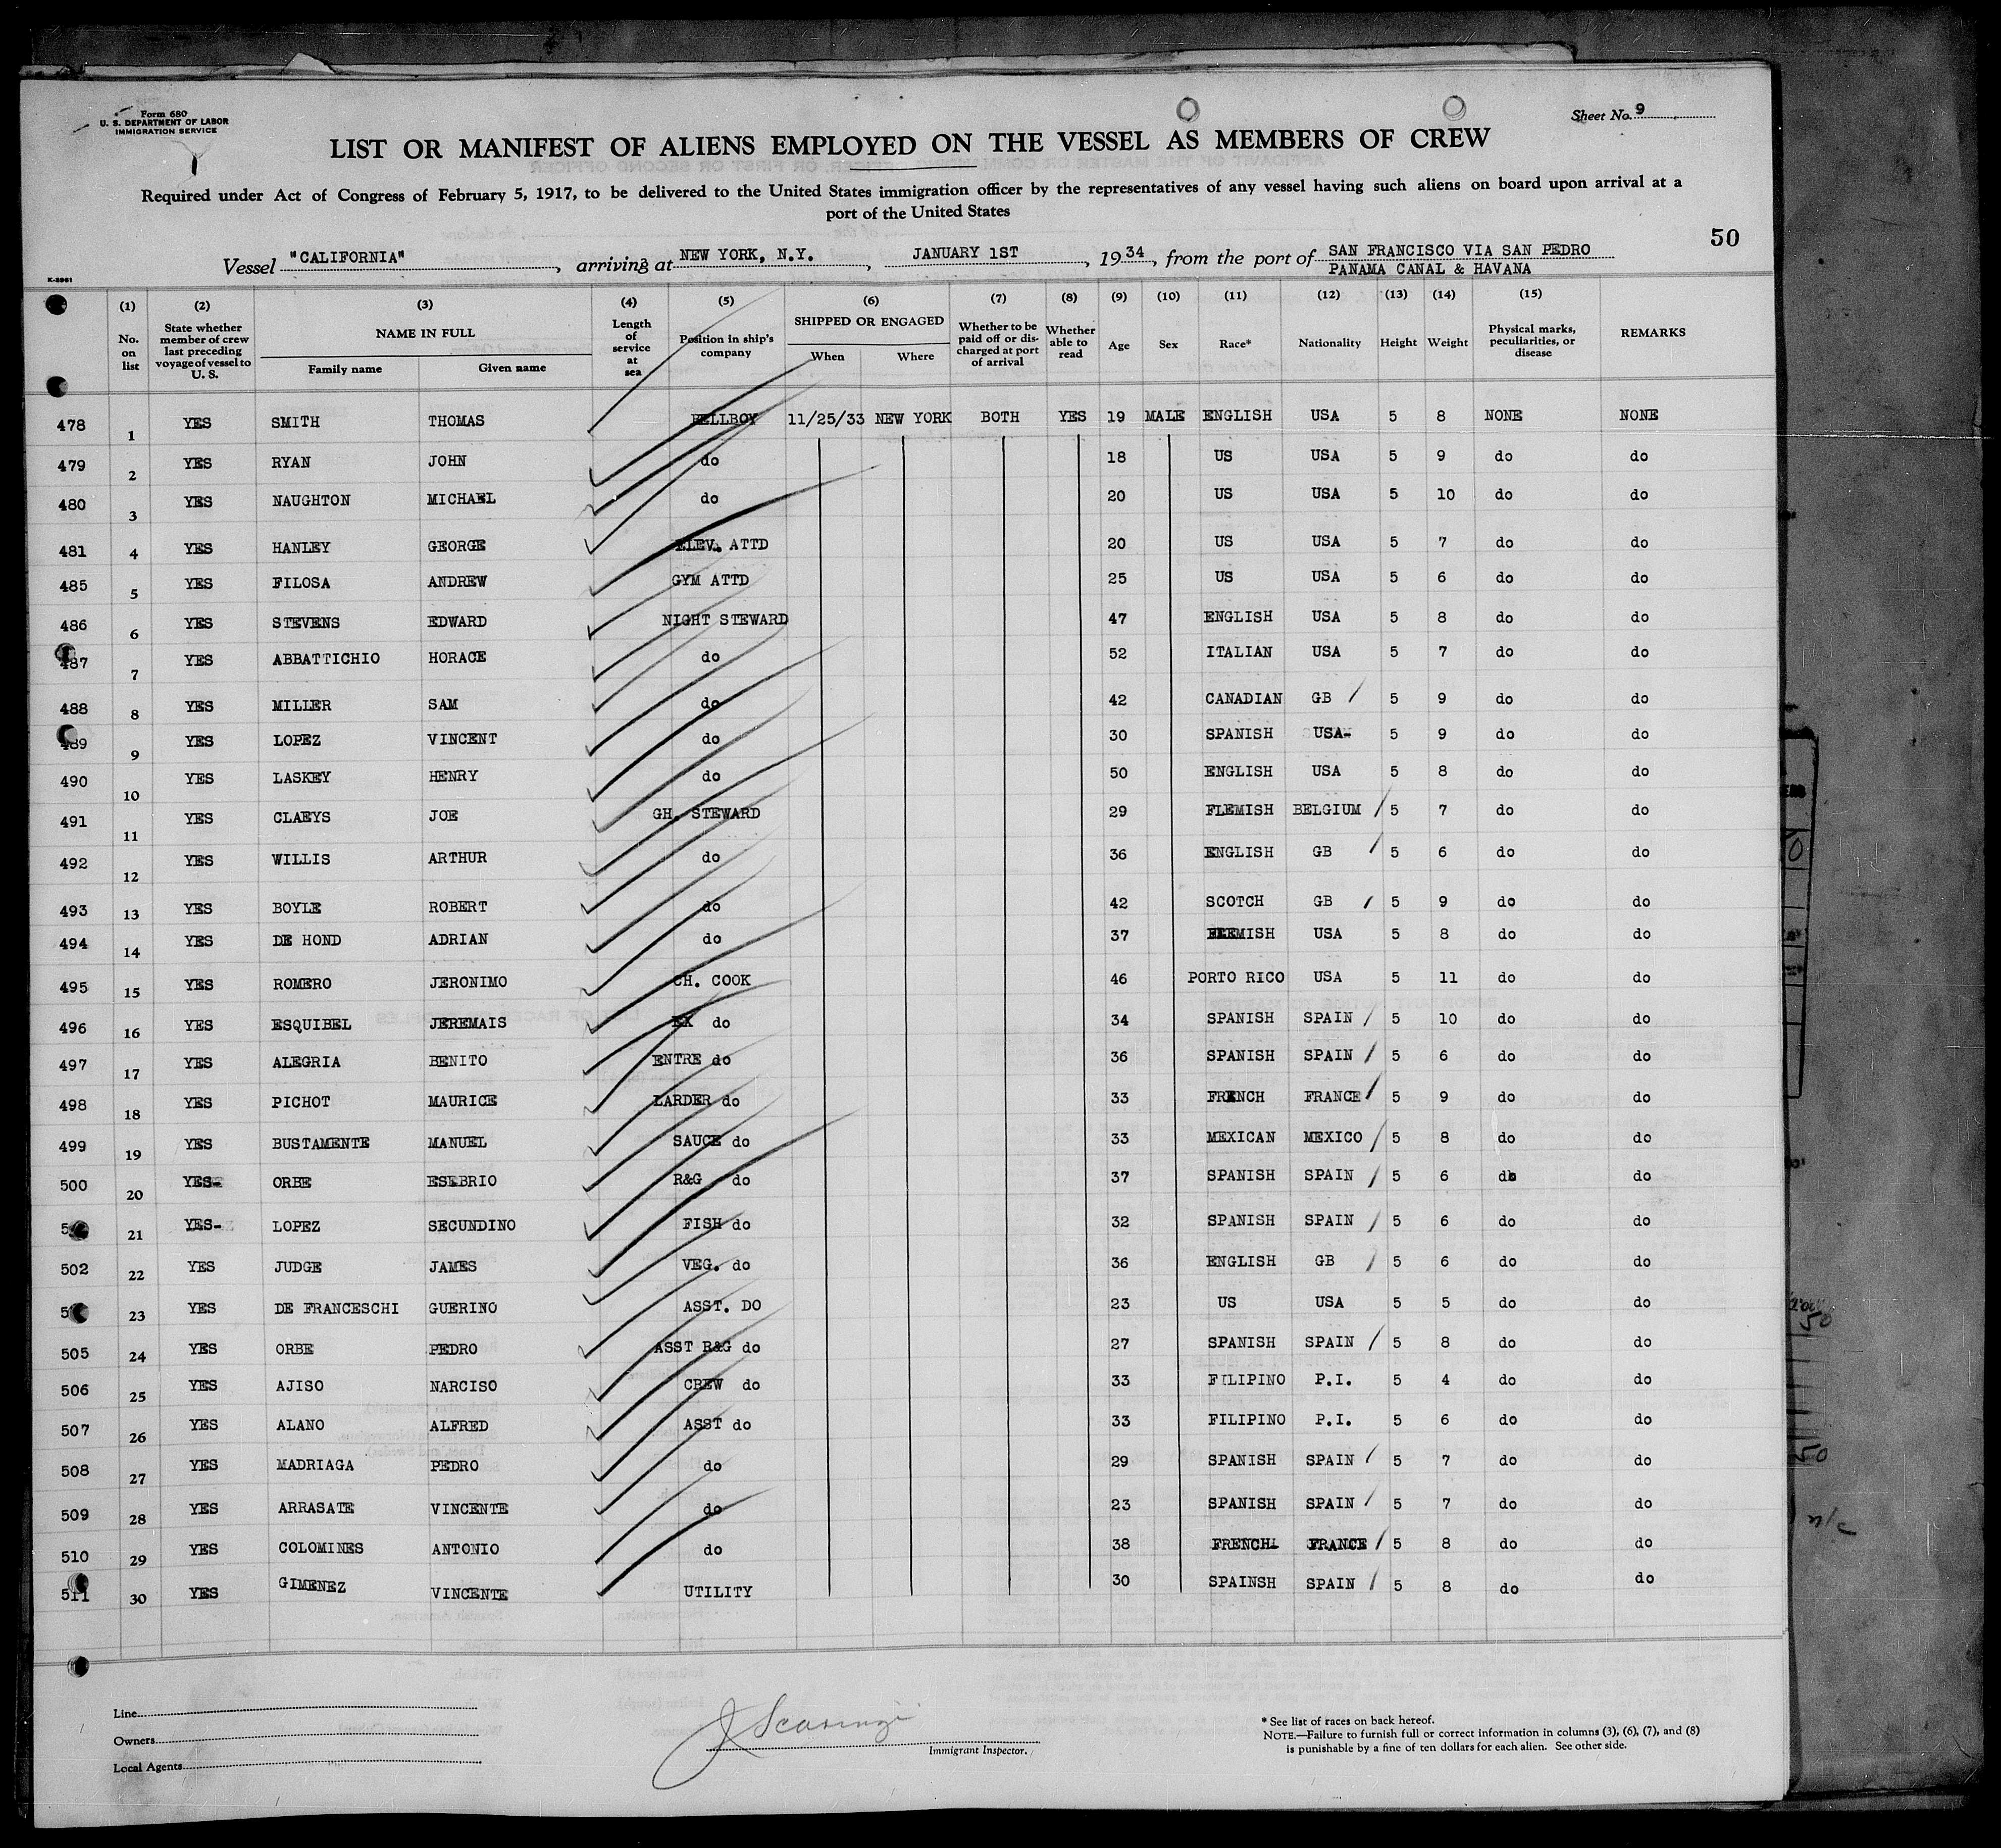 Form 680
U. S. DEPARTMENT OF LABOR
IMMIGRATION SERVICE
Sheet No. 9
LIST OR MANIFEST OF ALIENS EMPLOYED ON THE VESSEL AS MEMBERS OF CREW
Required under Act of Congress of February 5, 1917, to be delivered to the United States immigration officer by the representatives of any vessel having such aliens on board upon arrival at a
port of the United States
50
Vessel "CALIFORNIA", arriving at NEW YORK, N.Y., JANUARY 1ST, 1934, from the port of SAN FRANCISCO VIA SAN PEDRO
PANAMA CANAL & HAVANA
K-3961
(1) (2) (3) (4) (5) (6) (7) (8) (9) (10) (11) (12) (13) (14) (15)
No. on list State whether member of crew last preceding voyage of vessel to U. S. NAME IN FULL Family name Given name Length of service at sea Position in ship's company SHIPPED OR ENGAGED When Where Whether to be paid off or discharged at port of arrival Whether able to read Age Sex Race* Nationality Height Weight Physical marks, peculiarities, or disease REMARKS
478 1 YES SMITH THOMAS BELLBOY 11/25/33 NEW YORK BOTH YES 19 MALE ENGLISH USA 5 8 NONE NONE
479 2 YES RYAN JOHN do 18 US USA 5 9 do do
480 3 YES NAUGHTON MICHAEL do 20 US USA 5 10 do do
481 4 YES HANLEY GEORGE ELEV. ATTD 20 US USA 5 7 do do
485 5 YES FILOSA ANDREW GYM ATTD 25 US USA 5 6 do do
486 6 YES STEVENS EDWARD NIGHT STEWARD 47 ENGLISH USA 5 8 do do
487 7 YES ABBATTICHIO HORACE do 52 ITALIAN USA 5 7 do do
488 8 YES MILLER SAM do 42 CANADIAN GB / 5 9 do do
489 9 YES LOPEZ VINCENT do 30 SPANISH USA- 5 9 do do
490 10 YES LASKEY HENRY do 50 ENGLISH USA 5 8 do do
491 11 YES CLAEYS JOE GH. STEWARD 29 FLEMISH BELGIUM / 5 7 do do
492 12 YES WILLIS ARTHUR do 36 ENGLISH GB / 5 6 do do
493 13 YES BOYLE ROBERT do 42 SCOTCH GB / 5 9 do do
494 14 YES DE HOND ADRIAN do 37 FLEMISH USA 5 8 do do
495 15 YES ROMERO JERONIMO CH. COOK 46 PORTO RICO USA 5 11 do do
496 16 YES ESQUIBEL JEREMAIS EX do 34 SPANISH SPAIN / 5 10 do do
497 17 YES ALEGRIA BENITO ENTRE do 36 SPANISH SPAIN / 5 6 do do
498 18 YES PICHOT MAURICE LARDER do 33 FRENCH FRANCE / 5 9 do do
499 19 YES BUSTAMENTE MANUEL SAUCE do 33 MEXICAN MEXICO / 5 8 do do
500 20 YES- ORBE ESEBRIO R&G do 37 SPANISH SPAIN / 5 6 do do
21 YES- LOPEZ SECUNDINO FISH do 32 SPANISH SPAIN / 5 6 do do
502 22 YES JUDGE JAMES VEG. do 36 ENGLISH GB / 5 6 do do
23 YES DE FRANCESCHI GUERINO ASST. DO 23 US USA 5 5 do do
505 24 YES ORBE PEDRO ASST R&G do 27 SPANISH SPAIN / 5 8 do do
506 25 YES AJISO NARCISO CREW do 33 FILIPINO P.I. 5 4 do do
507 26 YES ALANO ALFRED ASST do 33 FILIPINO P.I. 5 6 do do
508 27 YES MADRIAGA PEDRO do 29 SPANISH SPAIN / 5 7 do do
509 28 YES ARRASATE VINCENTE do 23 SPANISH SPAIN / 5 7 do do
510 29 YES COLOMINES ANTONIO do 38 FRENCH FRANCE / 5 8 do do
511 30 YES GIMENEZ VINCENTE UTILITY 30 SPAINSH SPAIN / 5 8 do do
Line
Owners
Local Agents
Immigrant Inspector.
* See list of races on back hereof.
NOTE.—Failure to furnish full or correct information in columns (3), (6), (7), and (8)
is punishable by a fine of ten dollars for each alien. See other side.